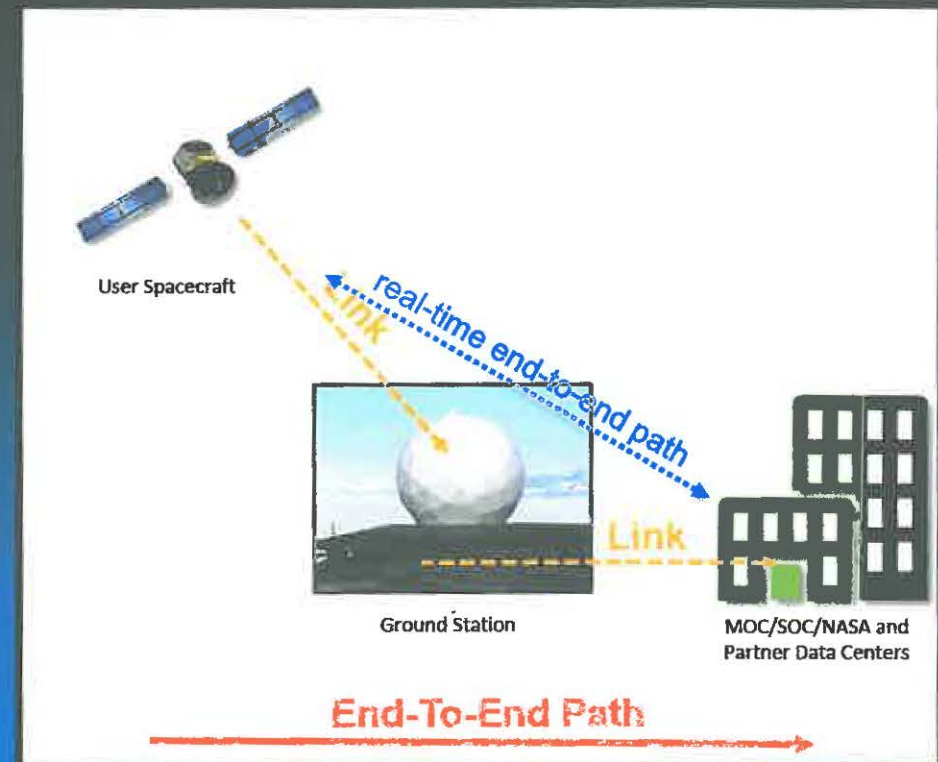 User Spacecraft
Link
real-time end-to-end path
Link
Ground Station
MOC/SOC/NASA and
Partner Data Centers
End-To-End Path